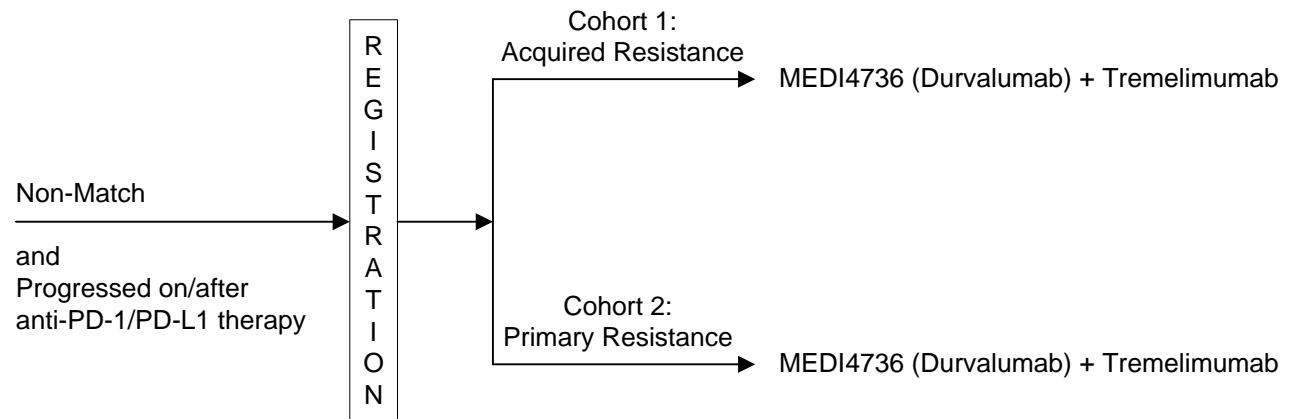 Non-Match
and
Progressed on/after
anti-PD-1/PD-L1 therapy
REGISTRATION
Cohort 1:
Acquired Resistance
MEDI4736 (Durvalumab) + Tremelimumab
Cohort 2:
Primary Resistance
MEDI4736 (Durvalumab) + Tremelimumab